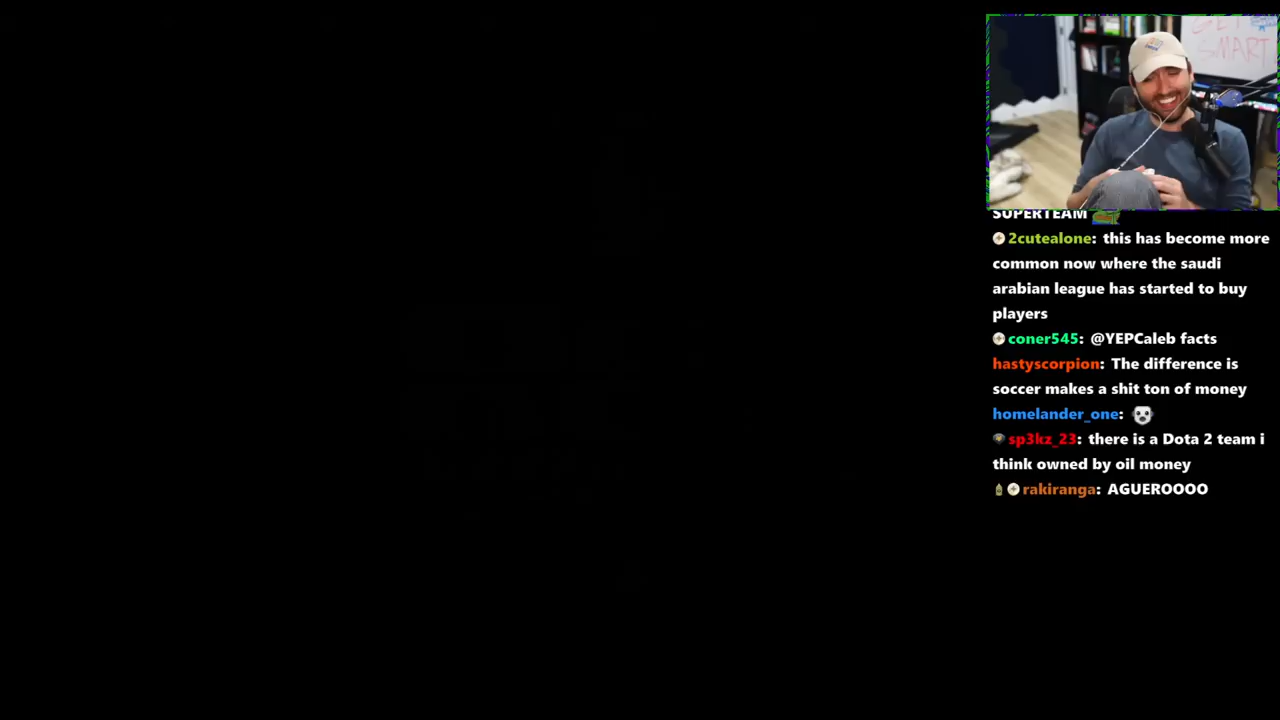 GET
SMART
SUPERTEAM
2cutealone: this has become more
common now where the saudi
arabian league has started to buy
players
coner545: @YEPCaleb facts
hastyscorpion: The difference is
soccer makes a shit ton of money
homelander_one:
sp3kz_23: there is a Dota 2 team i
think owned by oil money
rakiranga: AGUEROOOO